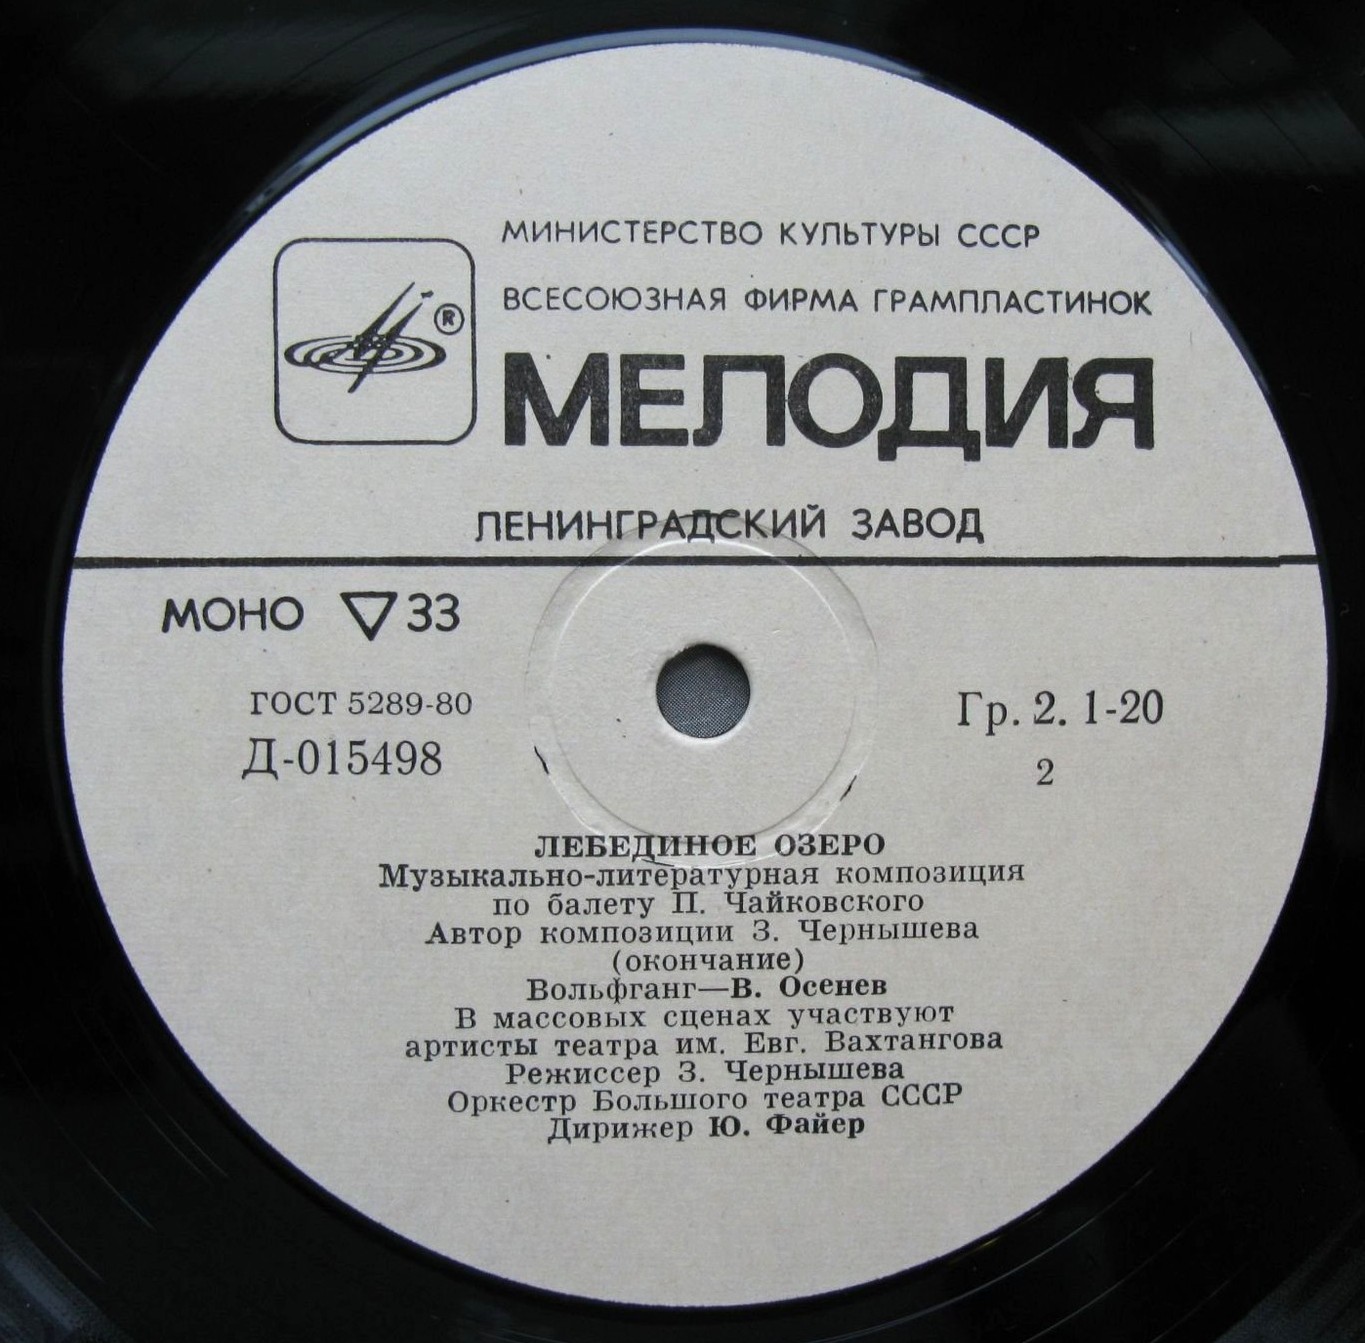 МИНИСТЕРСТВО КУЛЬТУРЫ СССР
ВСЕСОЮЗНАЯ ФИРМА ГРАМПЛАСТИНОК
®
МЕЛОДИЯ
ЛЕНИНГРАДСКИЙ ЗАВОД
МОНО ▽ 33
ГОСТ 5289-80
Д-015498
Гр. 2. 1-20
2
ЛЕБЕДИНОЕ ОЗЕРО
Музыкально-литературная композиция
по балету П. Чайковского
Автор композиции З. Чернышева
(окончание)
Вольфганг—В. Осенев
В массовых сценах участвуют
артисты театра им. Евг. Вахтангова
Режиссер З. Чернышева
Оркестр Большого театра СССР
Дирижер Ю. Файер